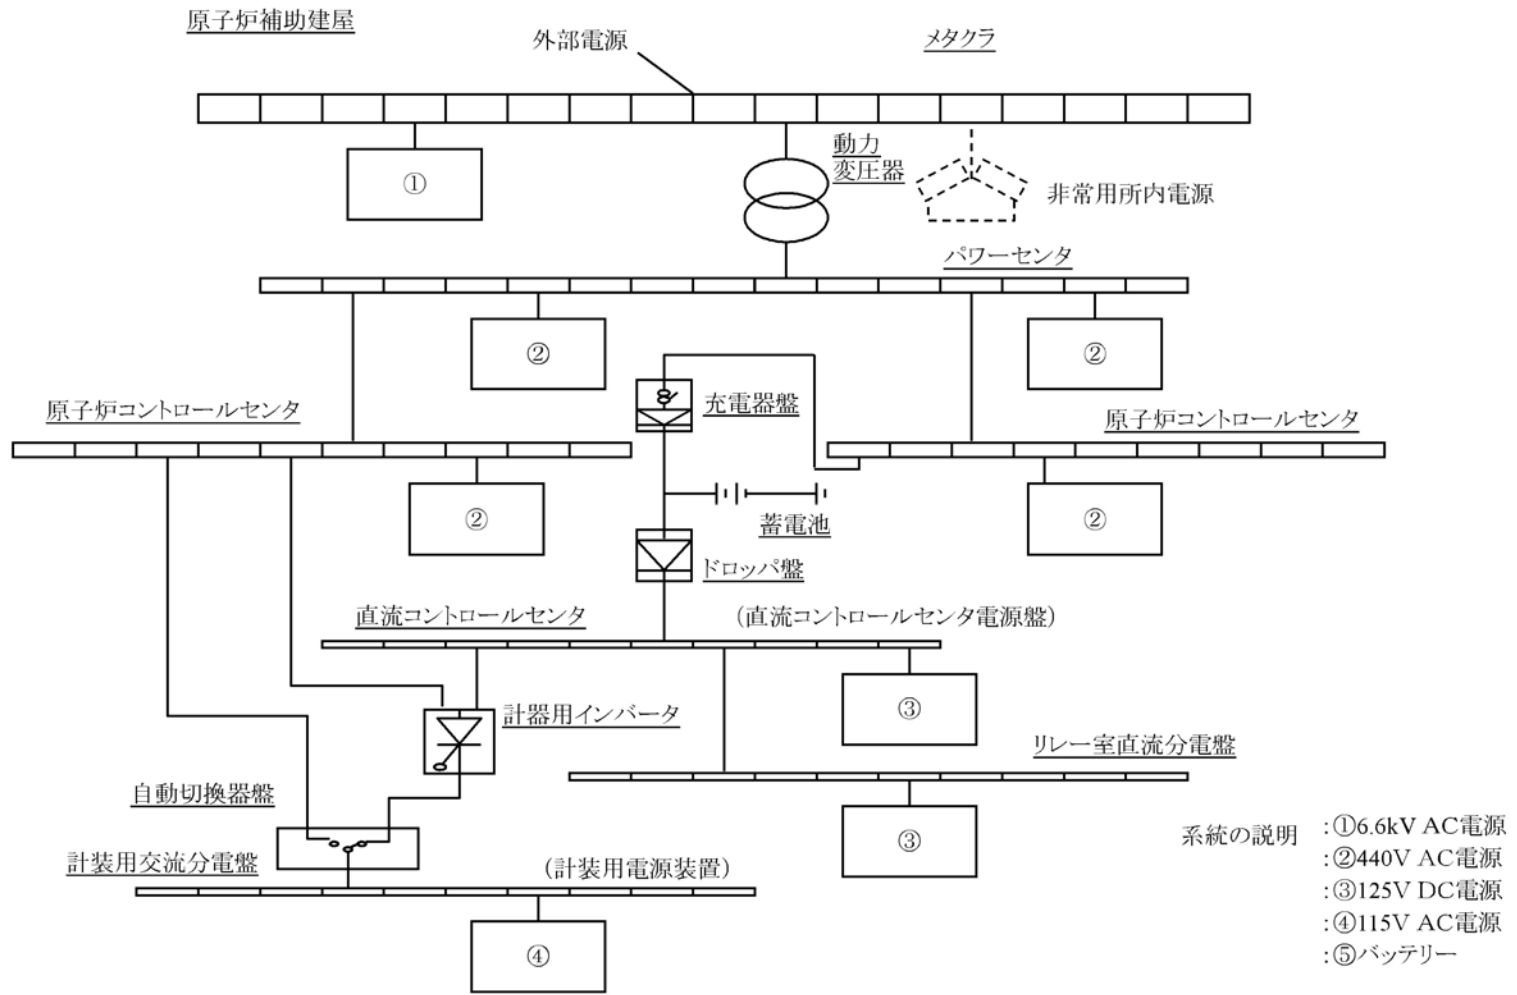 原子炉補助建屋
外部電源
メタクラ
①
動力
変圧器
非常用所内電源
パワーセンタ
②
②
原子炉コントロールセンタ
充電器盤
原子炉コントロールセンタ
②
蓄電池
②
ドロッパ盤
直流コントロールセンタ
(直流コントロールセンタ電源盤)
③
計器用インバータ
リレー室直流分電盤
自動切換器盤
③
計装用交流分電盤
(計装用電源装置)
④
系統の説明
:①6.6kV AC電源
:②440V AC電源
:③125V DC電源
:④115V AC電源
:⑤バッテリー